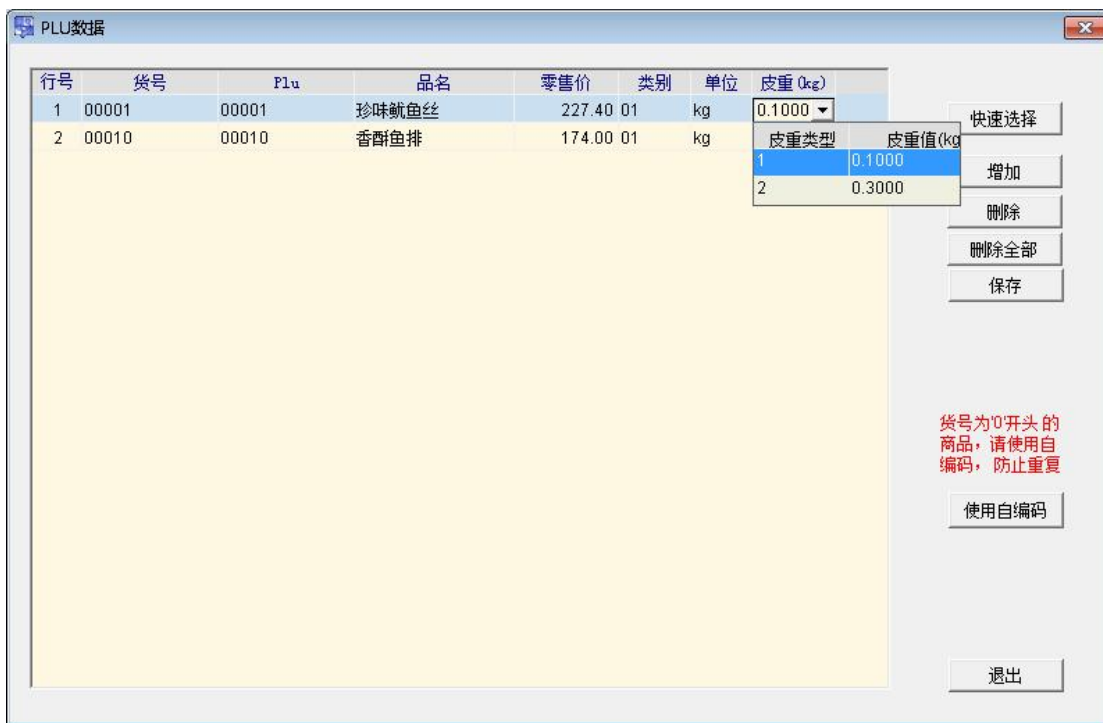 PLU数据
行号 货号 Plu 品名 零售价 类别 单位 皮重(kg)
1 00001 00001 珍味鱿鱼丝 227.40 01 kg 0.1000
2 00010 00010 香酥鱼排 174.00 01 kg
皮重类型 皮重值(kg
1 0.1000
2 0.3000
快速选择
增加
删除
删除全部
保存
货号为'0'开头的
商品，请使用自
编码，防止重复
使用自编码
退出